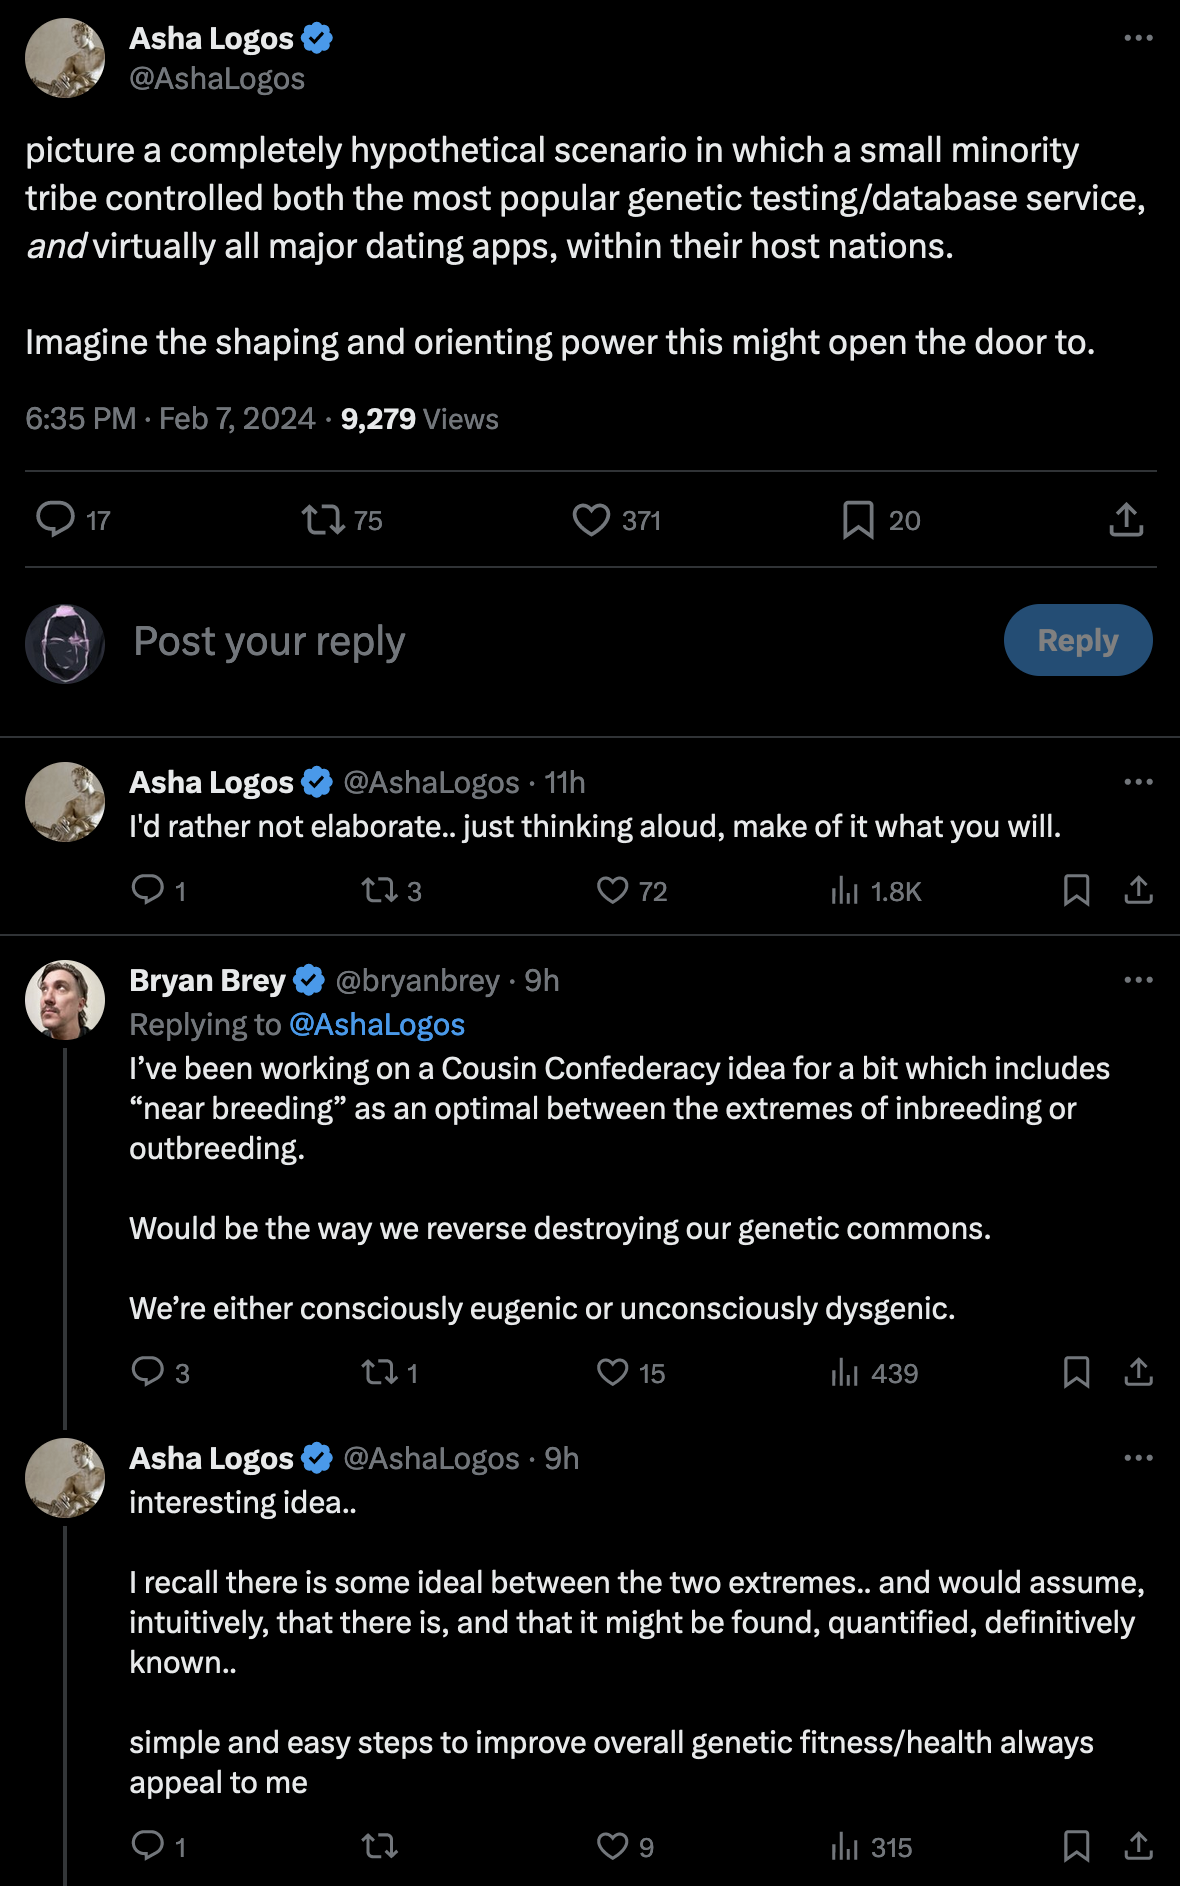 Asha Logos
@AshaLogos
picture a completely hypothetical scenario in which a small minority
tribe controlled both the most popular genetic testing/database service,
and virtually all major dating apps, within their host nations.
Imagine the shaping and orienting power this might open the door to.
6:35 PM · Feb 7, 2024 · 9,279 Views
17 75 371 20
Post your reply Reply
Asha Logos @AshaLogos · 11h
I'd rather not elaborate.. just thinking aloud, make of it what you will.
1 3 72 1.8K
Bryan Brey @bryanbrey · 9h
Replying to @AshaLogos
I’ve been working on a Cousin Confederacy idea for a bit which includes
“near breeding” as an optimal between the extremes of inbreeding or
outbreeding.
Would be the way we reverse destroying our genetic commons.
We’re either consciously eugenic or unconsciously dysgenic.
3 1 15 439
Asha Logos @AshaLogos · 9h
interesting idea..
I recall there is some ideal between the two extremes.. and would assume,
intuitively, that there is, and that it might be found, quantified, definitively
known..
simple and easy steps to improve overall genetic fitness/health always
appeal to me
1 9 315